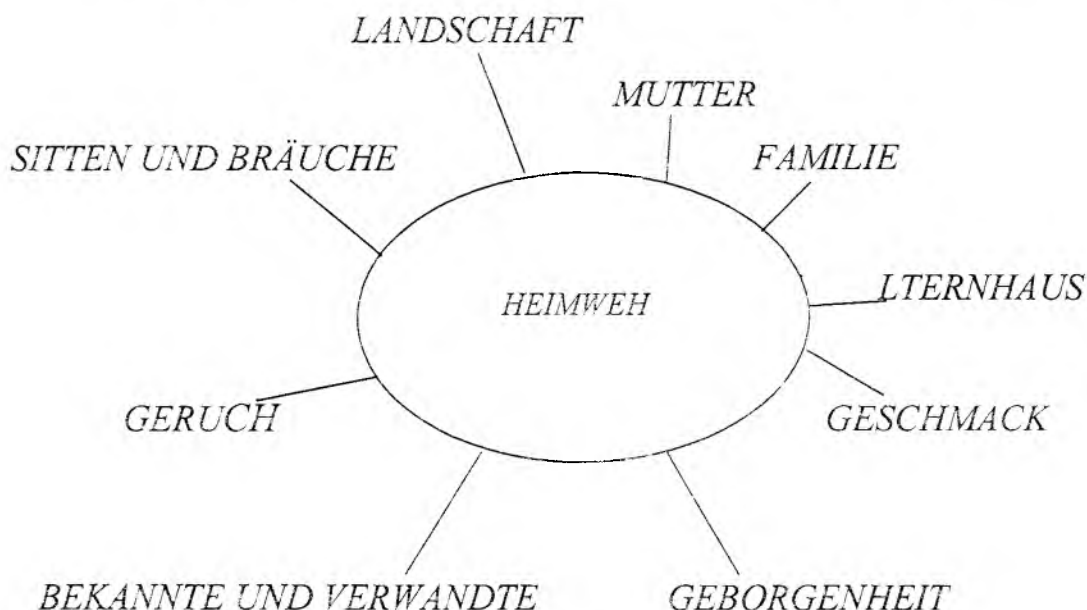 LANDSCHAFT
MUTTER
SITTEN UND BRÄUCHE
FAMILIE
LTERNHAUS
HEIMWEH
GERUCH
GESCHMACK
BEKANNTE UND VERWANDTE
GEBORGENHEIT